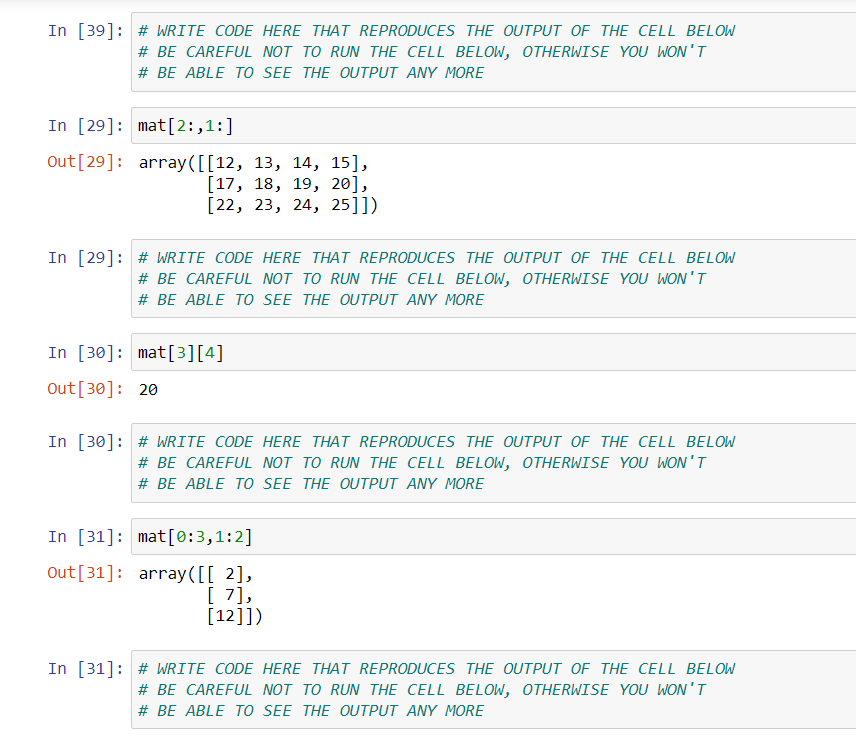 In [39]: # WRITE CODE HERE THAT REPRODUCES THE OUTPUT OF THE CELL BELOW
# BE CAREFUL NOT TO RUN THE CELL BELOW, OTHERWISE YOU WON'T
# BE ABLE TO SEE THE OUTPUT ANY MORE
In [29]: mat[2:,1:]
Out[29]: array([[12, 13, 14, 15],
[17, 18, 19, 20],
[22, 23, 24, 25]])
In [29]: # WRITE CODE HERE THAT REPRODUCES THE OUTPUT OF THE CELL BELOW
# BE CAREFUL NOT TO RUN THE CELL BELOW, OTHERWISE YOU WON'T
# BE ABLE TO SEE THE OUTPUT ANY MORE
In [30]: mat[3][4]
Out[30]: 20
In [30]: # WRITE CODE HERE THAT REPRODUCES THE OUTPUT OF THE CELL BELOW
# BE CAREFUL NOT TO RUN THE CELL BELOW, OTHERWISE YOU WON'T
# BE ABLE TO SEE THE OUTPUT ANY MORE
In [31]: mat[0:3,1:2]
Out[31]: array([[ 2],
[ 7],
[12]])
In [31]: # WRITE CODE HERE THAT REPRODUCES THE OUTPUT OF THE CELL BELOW
# BE CAREFUL NOT TO RUN THE CELL BELOW, OTHERWISE YOU WON'T
# BE ABLE TO SEE THE OUTPUT ANY MORE